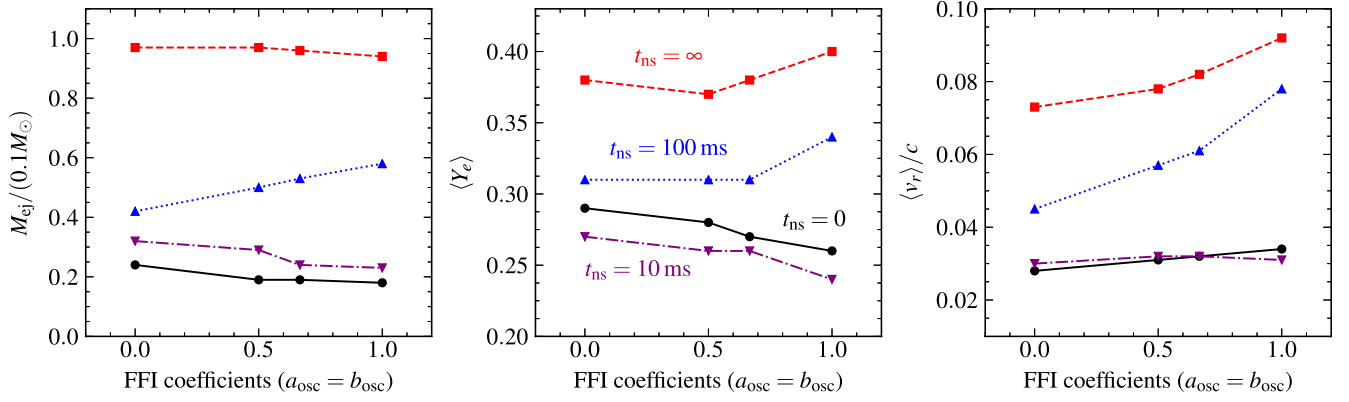 M_ej/(0.1M_⊙)
1.0
0.8
0.6
0.4
0.2
0.0
0.0 0.5 1.0
FFI coefficients (a_osc = b_osc)
⟨Y_e⟩
0.40
0.35
0.30
0.25
0.20
t_ns = ∞
t_ns = 100 ms
t_ns = 0
t_ns = 10 ms
0.0 0.5 1.0
FFI coefficients (a_osc = b_osc)
⟨v_r⟩/c
0.10
0.08
0.06
0.04
0.02
0.0 0.5 1.0
FFI coefficients (a_osc = b_osc)